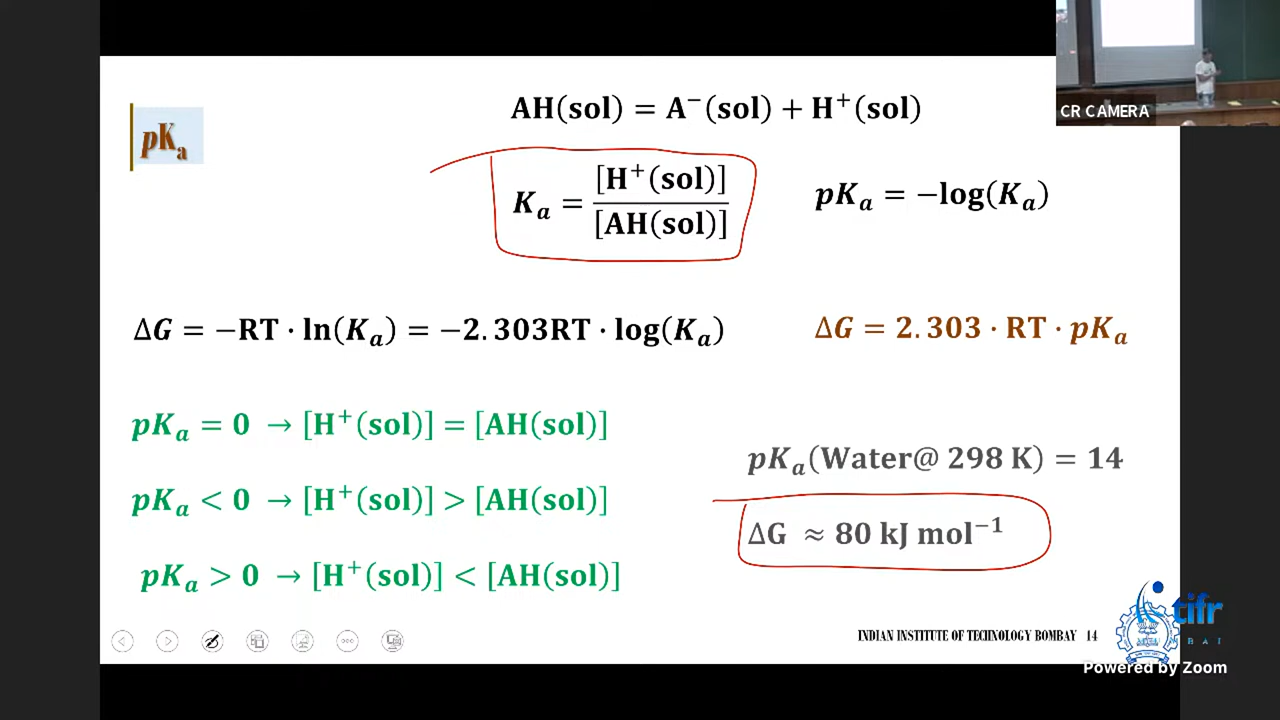 AH(sol) = A⁻(sol) + H⁺(sol)
CR CAMERA
pKₐ
Kₐ = [H⁺(sol)] / [AH(sol)]
pKₐ = −log(Kₐ)
ΔG = −RT · ln(Kₐ) = −2.303RT · log(Kₐ)
ΔG = 2.303 · RT · pKₐ
pKₐ = 0 → [H⁺(sol)] = [AH(sol)]
pKₐ(Water@ 298 K) = 14
pKₐ < 0 → [H⁺(sol)] > [AH(sol)]
ΔG ≈ 80 kJ mol⁻¹
pKₐ > 0 → [H⁺(sol)] < [AH(sol)]
tifr
INDIAN INSTITUTE OF TECHNOLOGY BOMBAY 14
Powered by Zoom